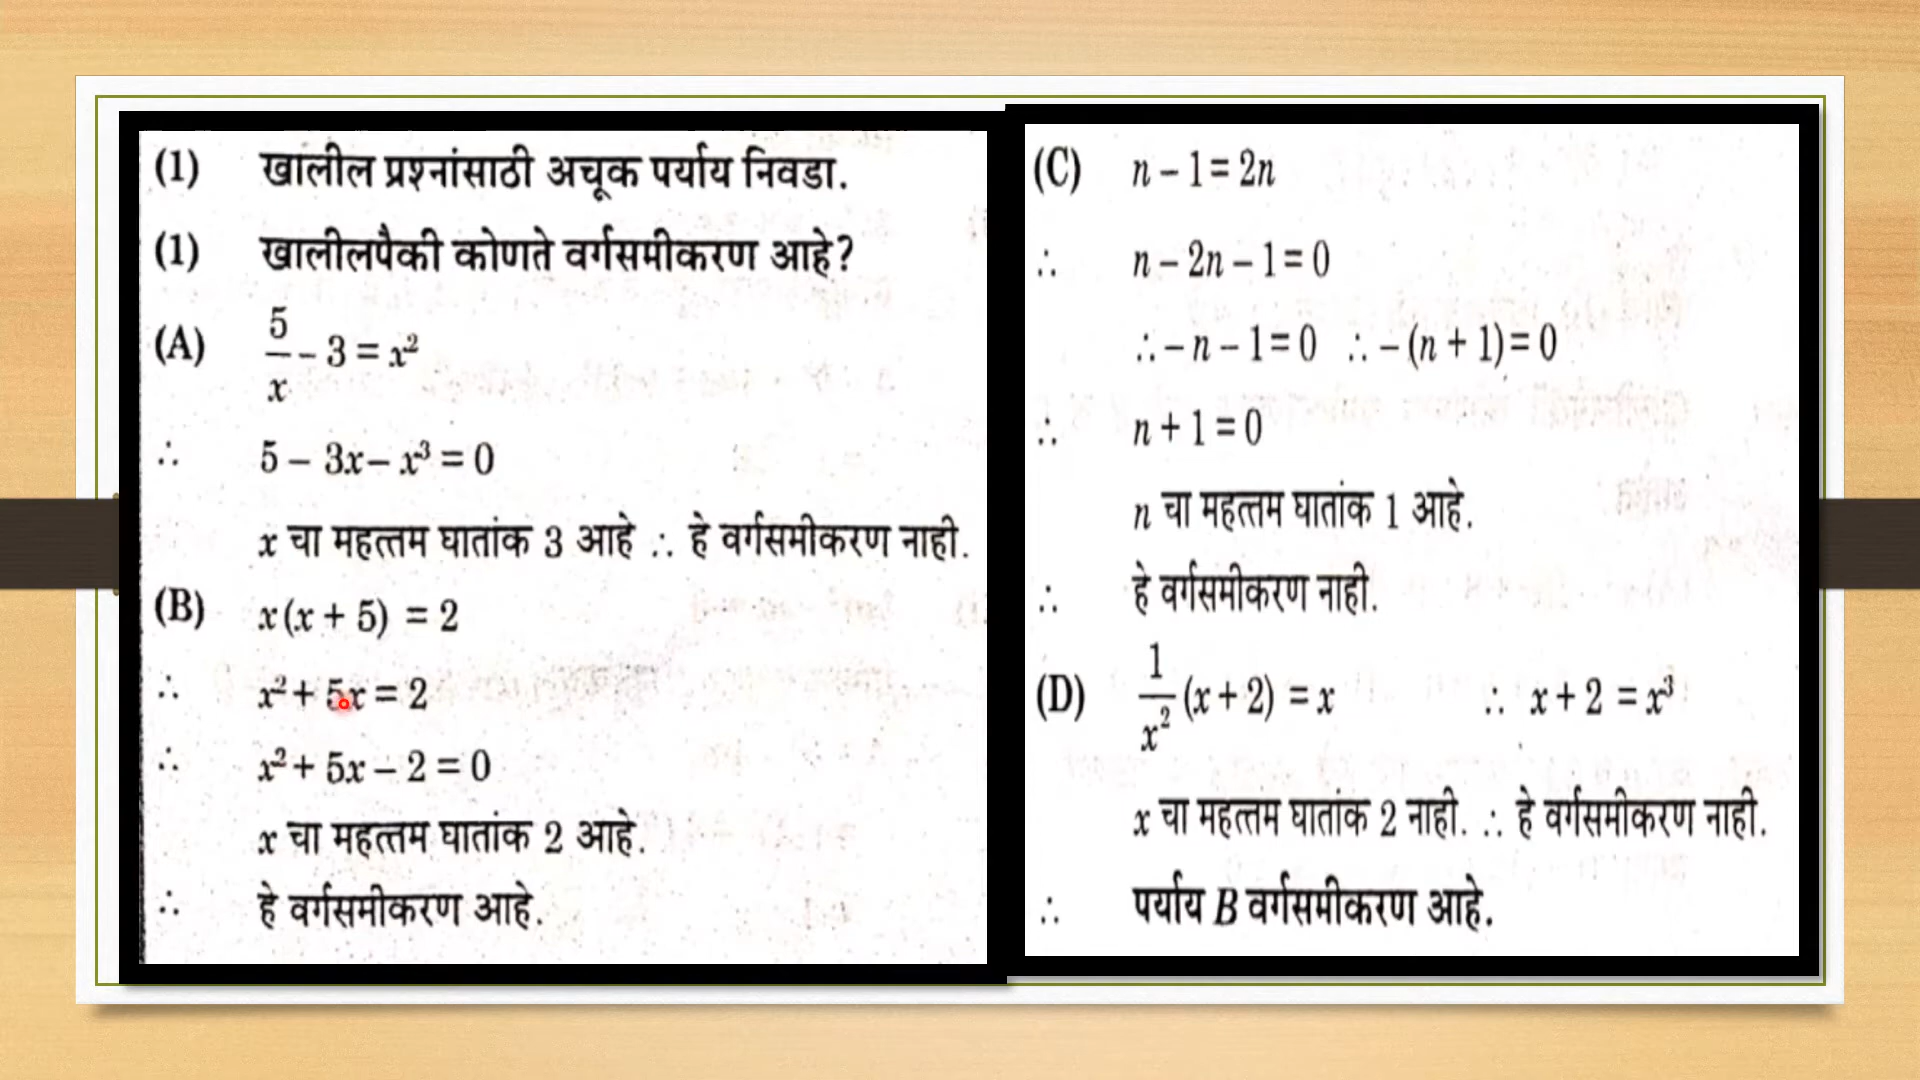 (1) खालील प्रश्नांसाठी अचूक पर्याय निवडा.
(1) खालीलपैकी कोणते वर्गसमीकरण आहे?
(A) 5/x – 3 = x²
∴ 5 – 3x – x³ = 0
x चा महत्तम घातांक 3 आहे ∴ हे वर्गसमीकरण नाही.
(B) x (x + 5) = 2
∴ x² + 5x = 2
∴ x² + 5x – 2 = 0
x चा महत्तम घातांक 2 आहे.
∴ हे वर्गसमीकरण आहे.
(C) n – 1 = 2n
∴ n – 2n – 1 = 0
∴ – n – 1 = 0 ∴ – (n + 1) = 0
∴ n + 1 = 0
n चा महत्तम घातांक 1 आहे.
∴ हे वर्गसमीकरण नाही.
(D) 1/x² (x + 2) = x ∴ x + 2 = x³
x चा महत्तम घातांक 2 नाही. ∴ हे वर्गसमीकरण नाही.
∴ पर्याय B वर्गसमीकरण आहे.